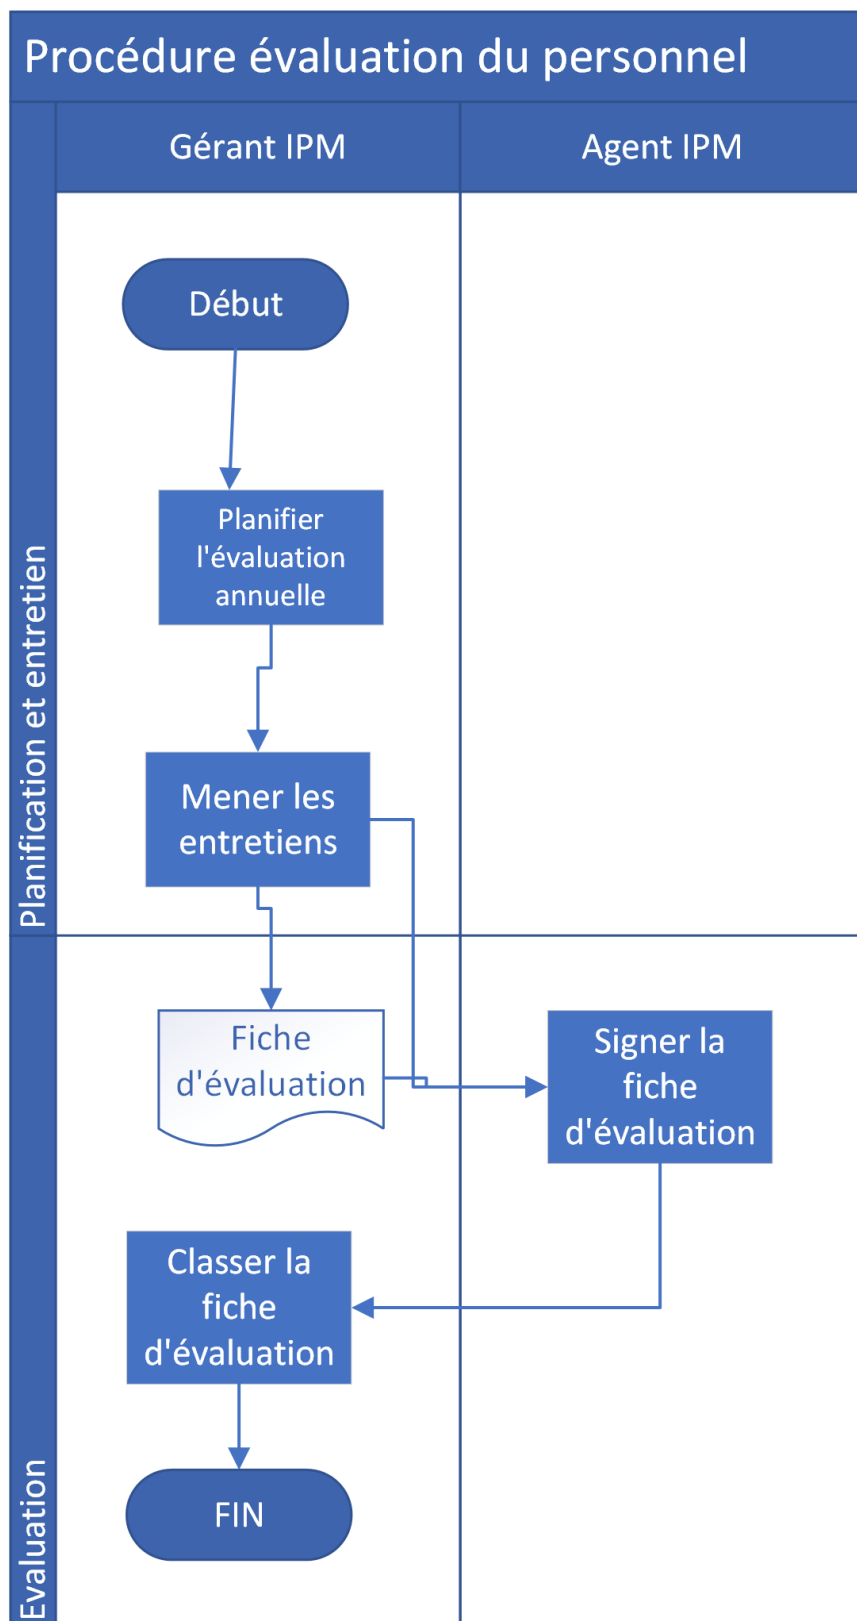 Procédure évaluation du personnel
Gérant IPM
Agent IPM
Planification et entretien
Début
Planifier
l'évaluation
annuelle
Mener les
entretiens
Evaluation
Fiche
d'évaluation
Signer la
fiche
d'évaluation
Classer la
fiche
d'évaluation
FIN